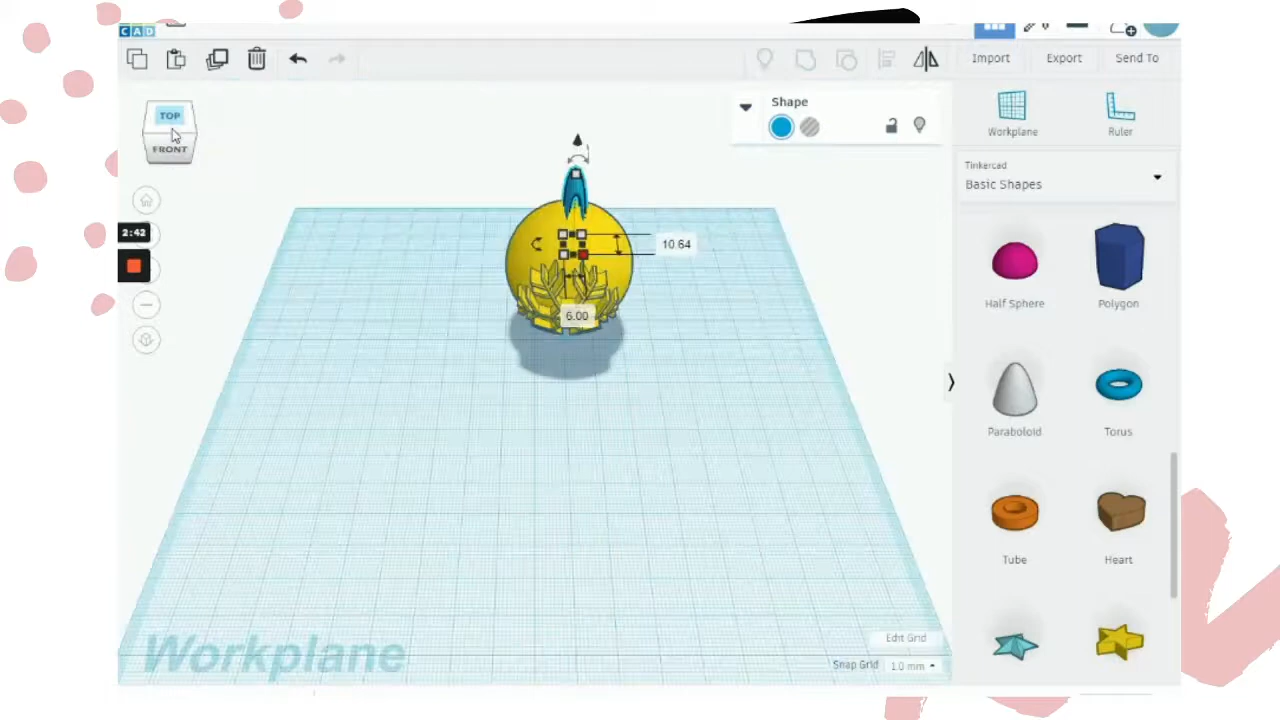 CAD
Import Export Send To
TOP
FRONT
Shape
Workplane
Ruler
Tinkercad
Basic Shapes
2:42
10.64
6.00
Half Sphere
Polygon
Paraboloid
Torus
Tube
Heart
Edit Grid
Snap Grid 1.0 mm
Workplane